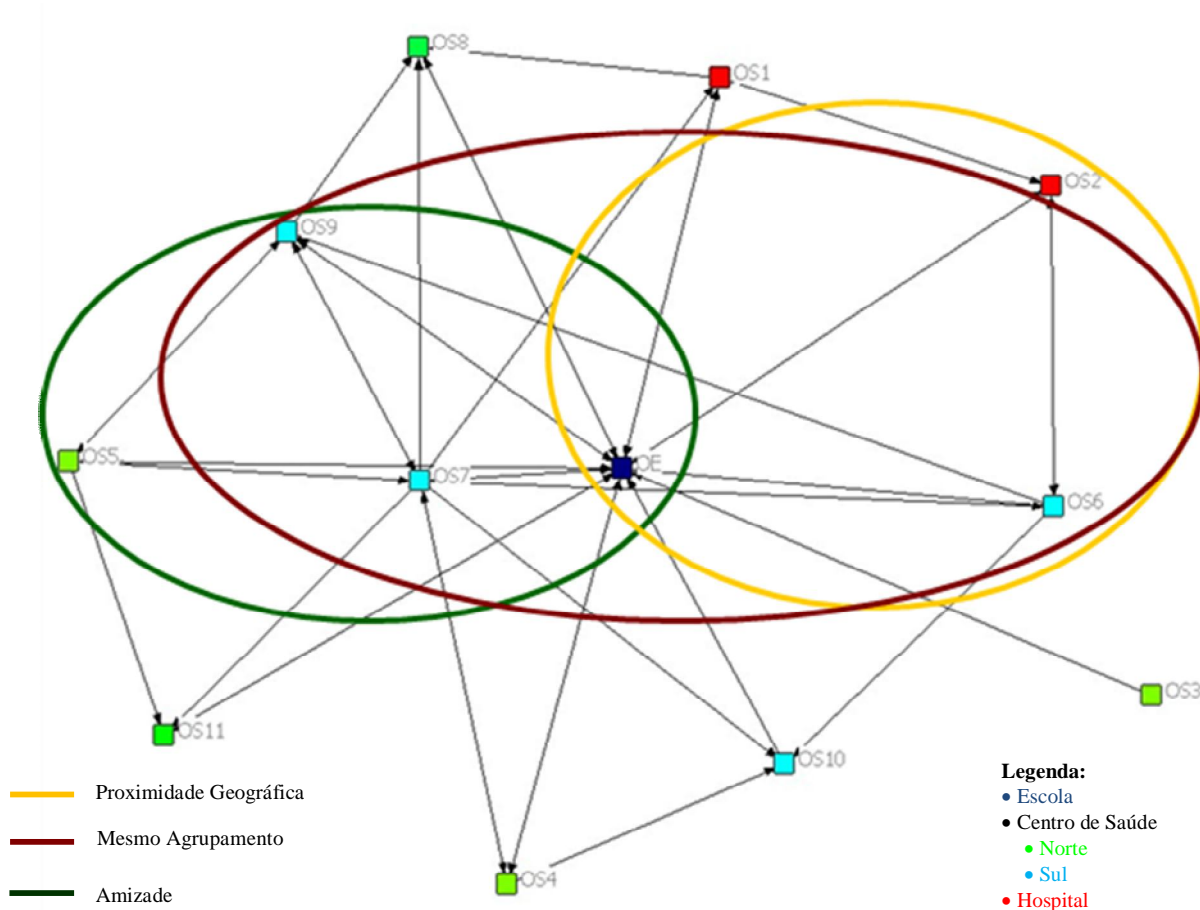 OS8
OS1
OS2
OS9
OS5
OS7
OE
OS6
OS3
OS11
OS10
OS4
Proximidade Geográfica
Mesmo Agrupamento
Amizade
Legenda:
• Escola
• Centro de Saúde
• Norte
• Sul
• Hospital